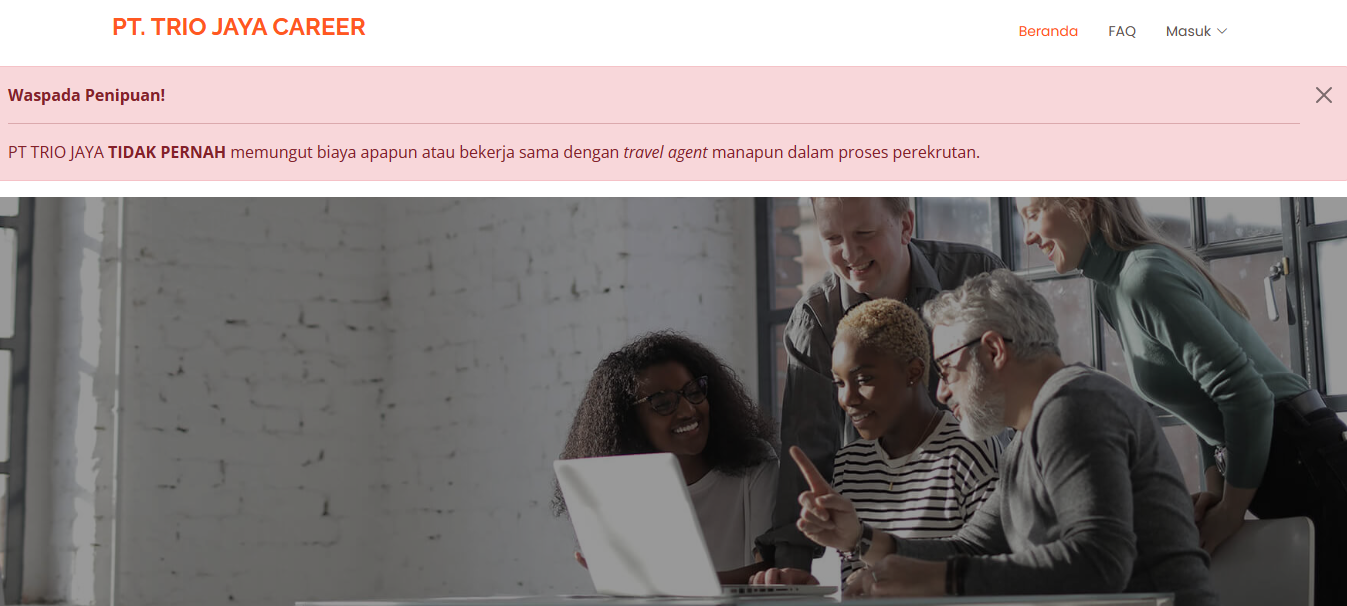 PT. TRIO JAYA CAREER
Beranda FAQ Masuk
Waspada Penipuan!
PT TRIO JAYA TIDAK PERNAH memungut biaya apapun atau bekerja sama dengan travel agent manapun dalam proses perekrutan.